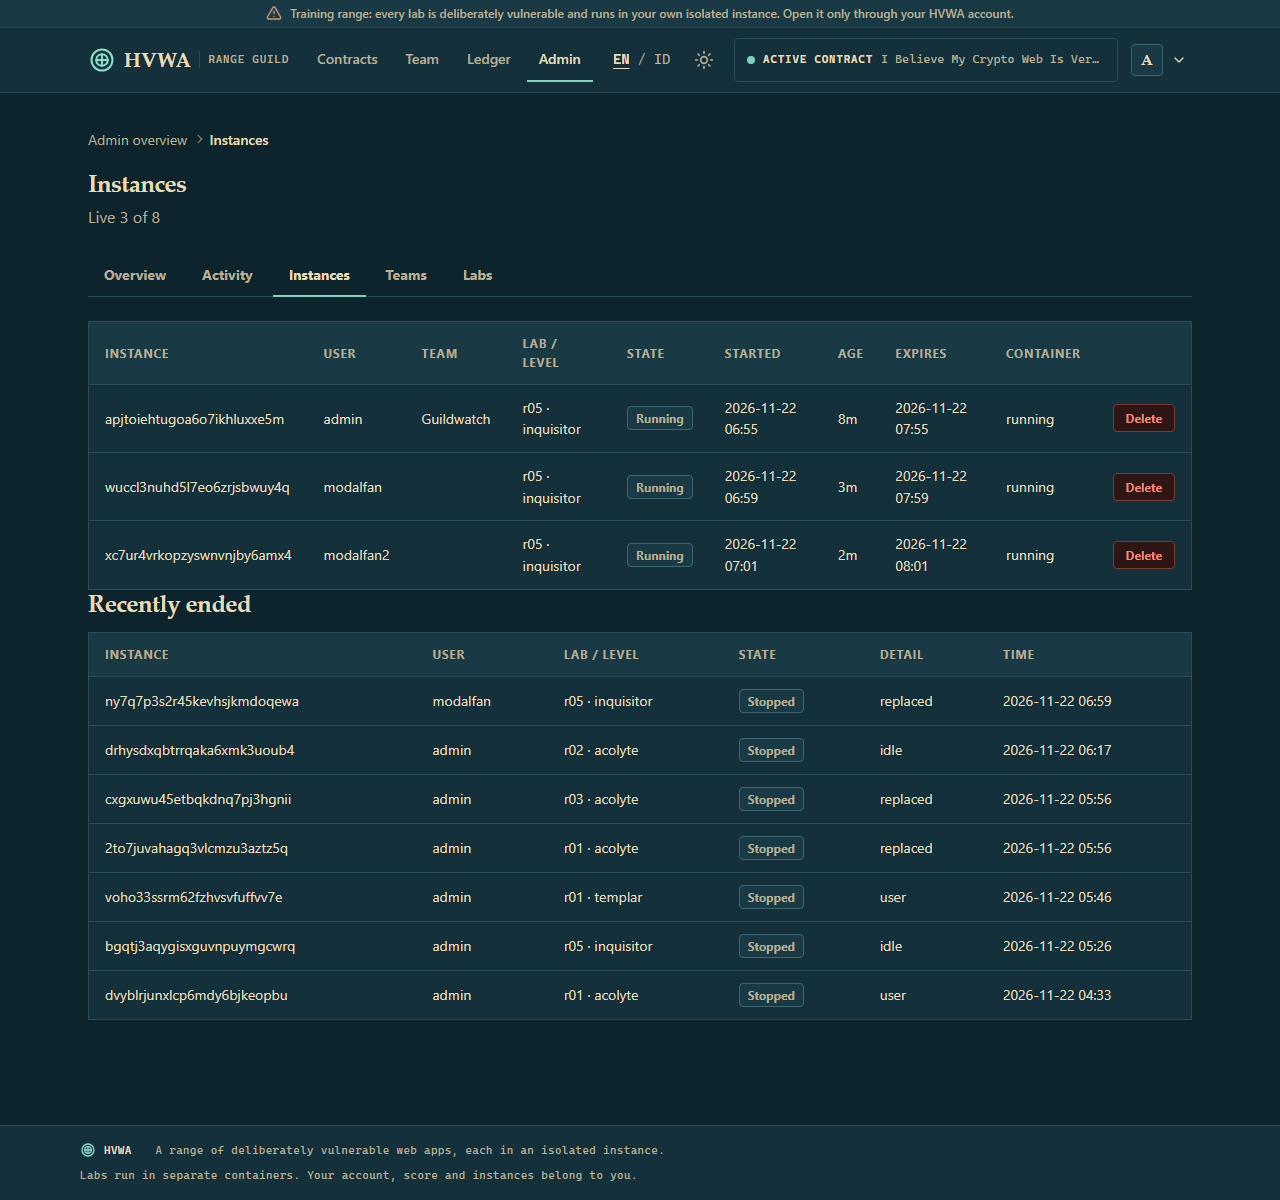 Training range: every lab is deliberately vulnerable and runs in your own isolated instance. Open it only through your HVWA account.
HVWA RANGE GUILD Contracts Team Ledger Admin EN / ID ACTIVE CONTRACT I Believe My Crypto Web Is Ver… A
Admin overview Instances
Instances
Live 3 of 8
Overview Activity Instances Teams Labs
INSTANCE USER TEAM LAB / LEVEL STATE STARTED AGE EXPIRES CONTAINER
apjtoiehtugoa6o7ikhluxxe5m admin Guildwatch r05 · inquisitor Running 2026-11-22 06:55 8m 2026-11-22 07:55 running Delete
wuccl3nuhd5l7eo6zrjsbwuy4q modalfan r05 · inquisitor Running 2026-11-22 06:59 3m 2026-11-22 07:59 running Delete
xc7ur4vrkopzyswnvnjby6amx4 modalfan2 r05 · inquisitor Running 2026-11-22 07:01 2m 2026-11-22 08:01 running Delete
Recently ended
INSTANCE USER LAB / LEVEL STATE DETAIL TIME
ny7q7p3s2r45kevhsjkmdoqewa modalfan r05 · inquisitor Stopped replaced 2026-11-22 06:59
drhysdxqbtrrqaka6xmk3uoub4 admin r02 · acolyte Stopped idle 2026-11-22 06:17
cxgxuwu45etbqkdnq7pj3hgnii admin r03 · acolyte Stopped replaced 2026-11-22 05:56
2to7juvahagq3vlcmzu3aztz5q admin r01 · acolyte Stopped replaced 2026-11-22 05:56
voho33ssrm62fzhvsvfuffvv7e admin r01 · templar Stopped user 2026-11-22 05:46
bgqtj3aqygisxguvnpuymgcwrq admin r05 · inquisitor Stopped idle 2026-11-22 05:26
dvyblrjunxlcp6mdy6bjkeopbu admin r01 · acolyte Stopped user 2026-11-22 04:33
HVWA A range of deliberately vulnerable web apps, each in an isolated instance.
Labs run in separate containers. Your account, score and instances belong to you.